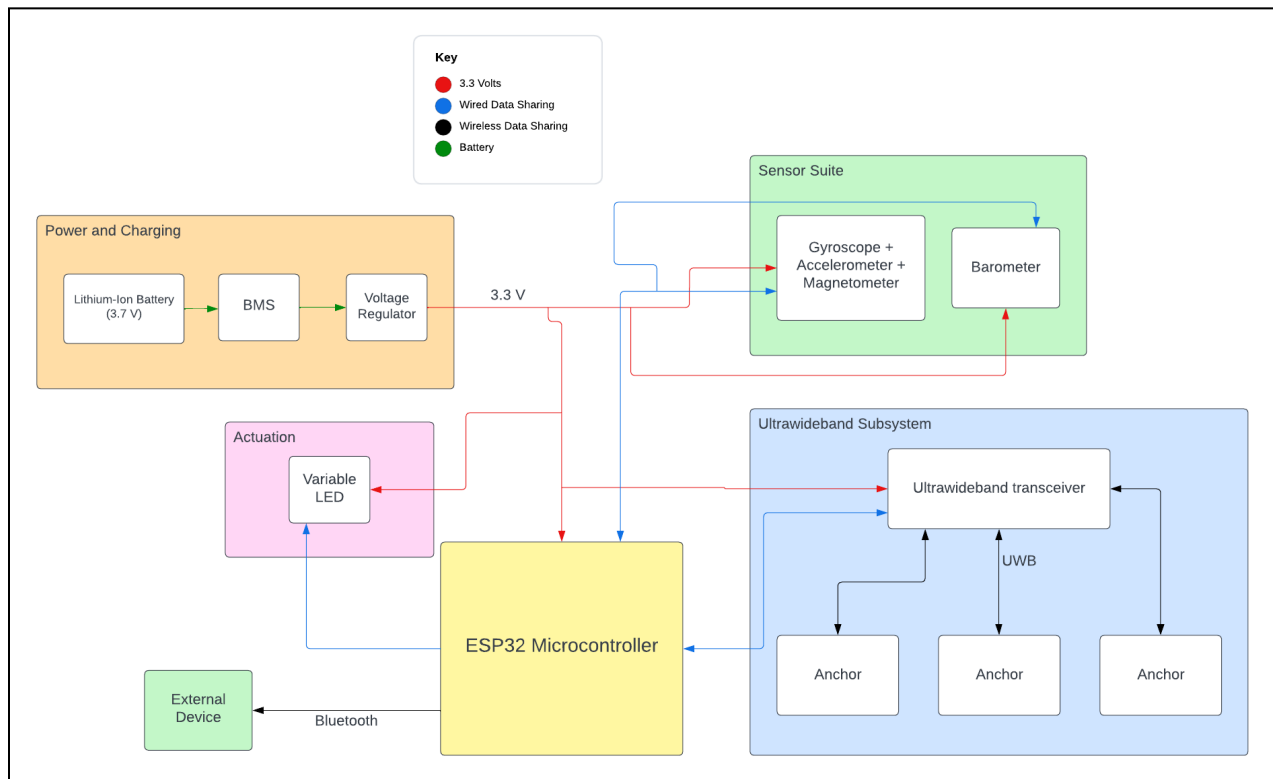 Key
3.3 Volts
Wired Data Sharing
Wireless Data Sharing
Battery
Sensor Suite
Gyroscope +
Accelerometer +
Magnetometer
Barometer
Power and Charging
Lithium-Ion Battery
(3.7 V)
BMS
Voltage
Regulator
3.3 V
Actuation
Variable
LED
Ultrawideband Subsystem
Ultrawideband transceiver
UWB
Anchor
Anchor
Anchor
ESP32 Microcontroller
External
Device
Bluetooth